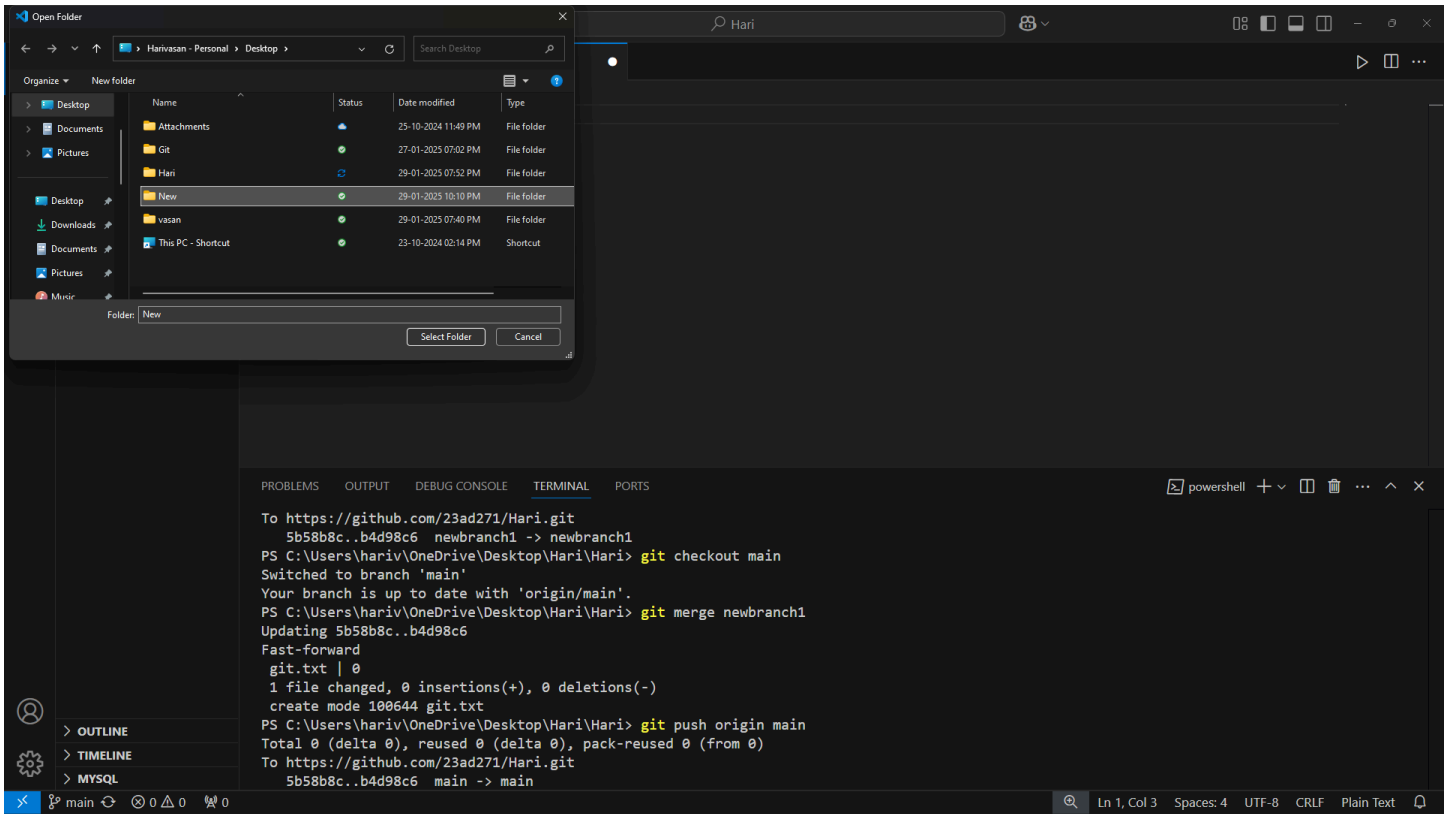 Open Folder
Hari
Harivasan - Personal > Desktop >
Search Desktop
Organize
New folder
Name Status Date modified Type
Desktop
Documents
Pictures
Desktop
Downloads
Documents
Pictures
Music
Attachments 25-10-2024 11:49 PM File folder
Git 27-01-2025 07:02 PM File folder
Hari 29-01-2025 07:52 PM File folder
New 29-01-2025 10:10 PM File folder
vasan 29-01-2025 07:40 PM File folder
This PC - Shortcut 23-10-2024 02:14 PM Shortcut
Folder: New
Select Folder Cancel
PROBLEMS OUTPUT DEBUG CONSOLE TERMINAL PORTS
powershell
To https://github.com/23ad271/Hari.git
5b58b8c..b4d98c6 newbranch1 -> newbranch1
PS C:\Users\hariv\OneDrive\Desktop\Hari\Hari> git checkout main
Switched to branch 'main'
Your branch is up to date with 'origin/main'.
PS C:\Users\hariv\OneDrive\Desktop\Hari\Hari> git merge newbranch1
Updating 5b58b8c..b4d98c6
Fast-forward
git.txt | 0
1 file changed, 0 insertions(+), 0 deletions(-)
create mode 100644 git.txt
PS C:\Users\hariv\OneDrive\Desktop\Hari\Hari> git push origin main
Total 0 (delta 0), reused 0 (delta 0), pack-reused 0 (from 0)
To https://github.com/23ad271/Hari.git
5b58b8c..b4d98c6 main -> main
OUTLINE
TIMELINE
MYSQL
main 0 0 0
Ln 1, Col 3 Spaces: 4 UTF-8 CRLF Plain Text